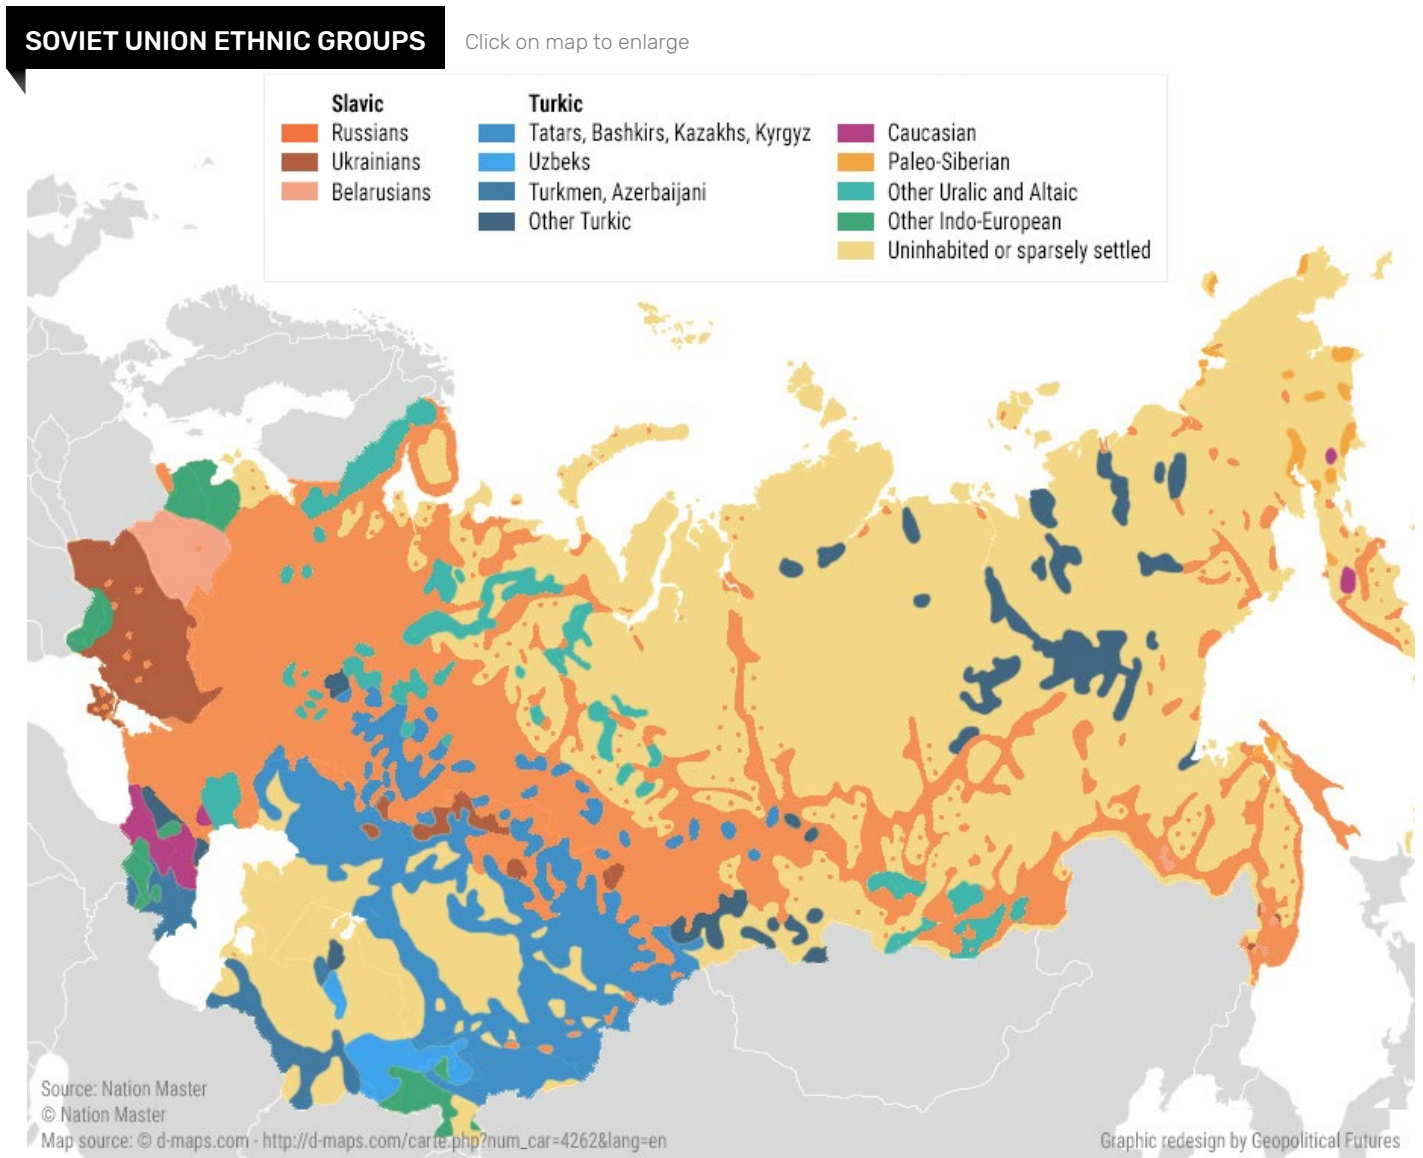 SOVIET UNION ETHNIC GROUPS
Click on map to enlarge
Slavic
Russians
Ukrainians
Belarusians
Turkic
Tatars, Bashkirs, Kazakhs, Kyrgyz
Uzbeks
Turkmen, Azerbaijani
Other Turkic
Caucasian
Paleo-Siberian
Other Uralic and Altaic
Other Indo-European
Uninhabited or sparsely settled
Source: Nation Master
© Nation Master
Map source: © d-maps.com - http://d-maps.com/carte.php?num_car=4262&lang=en
Graphic redesign by Geopolitical Futures